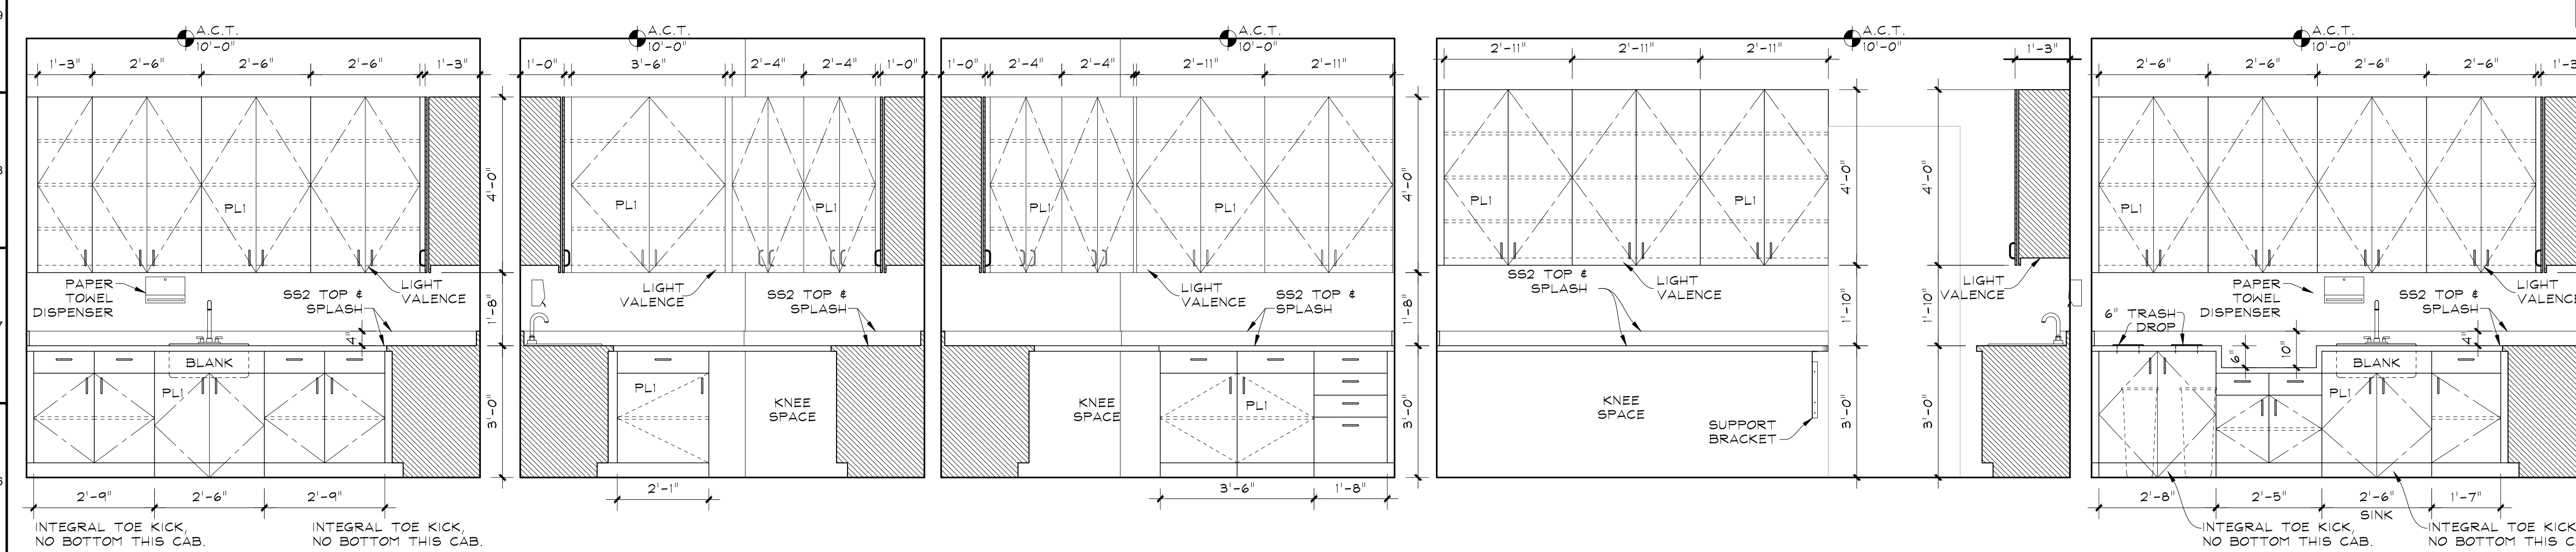 A.C.T.
10'-0"
1'-3"
2'-6"
2'-6"
2'-6"
1'-3"
PL1
4'-0"
PAPER
TOWEL
DISPENSER
SS2 TOP &
SPLASH
LIGHT
VALENCE
1'-8"
4"
BLANK
PL1
3'-0"
2'-9"
2'-6"
2'-9"
INTEGRAL TOE KICK,
NO BOTTOM THIS CAB.
INTEGRAL TOE KICK,
NO BOTTOM THIS CAB.
A.C.T.
10'-0"
1'-0"
3'-6"
2'-4"
2'-4"
1'-0"
PL1
PL1
LIGHT
VALENCE
SS2 TOP &
SPLASH
PL1
KNEE
SPACE
2'-1"
A.C.T.
10'-0"
1'-0"
2'-4"
2'-4"
2'-11"
2'-11"
PL1
PL1
4'-0"
LIGHT
VALENCE
SS2 TOP &
SPLASH
1'-8"
KNEE
SPACE
PL1
3'-0"
3'-6"
1'-8"
A.C.T.
10'-0"
2'-11"
2'-11"
2'-11"
1'-3"
PL1
PL1
4'-0"
4'-0"
SS2 TOP &
SPLASH
LIGHT
VALENCE
LIGHT
VALENCE
1'-10"
1'-10"
KNEE
SPACE
SUPPORT
BRACKET
3'-0"
3'-0"
A.C.T.
10'-0"
2'-6"
2'-6"
2'-6"
2'-6"
PL1
PAPER
TOWEL
DISPENSER
SS2 TOP &
SPLASH
LIGHT
6" TRASH
DROP
6"
10"
4"
BLANK
PL1
2'-8"
2'-5"
2'-6"
SINK
1'-7"
INTEGRAL TOE KICK,
NO BOTTOM THIS CAB.
INTEGRAL TOE KICK
NO BOTTOM THIS